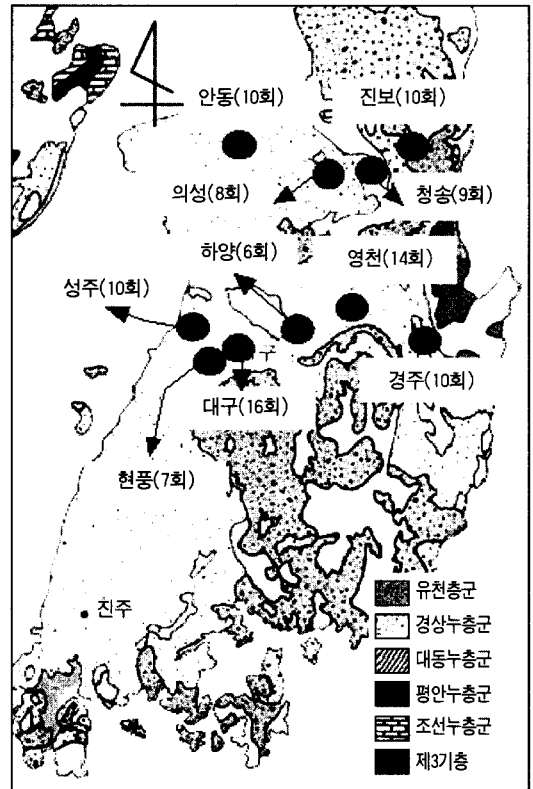 안동(10회)
진보(10회)
의성(8회)
청송(9회)
하양(6회)
영천(14회)
성주(10회)
경주(10회)
대구(16회)
현풍(7회)
진주
유천층군
경상누층군
대동누층군
평안누층군
조선누층군
제3기층